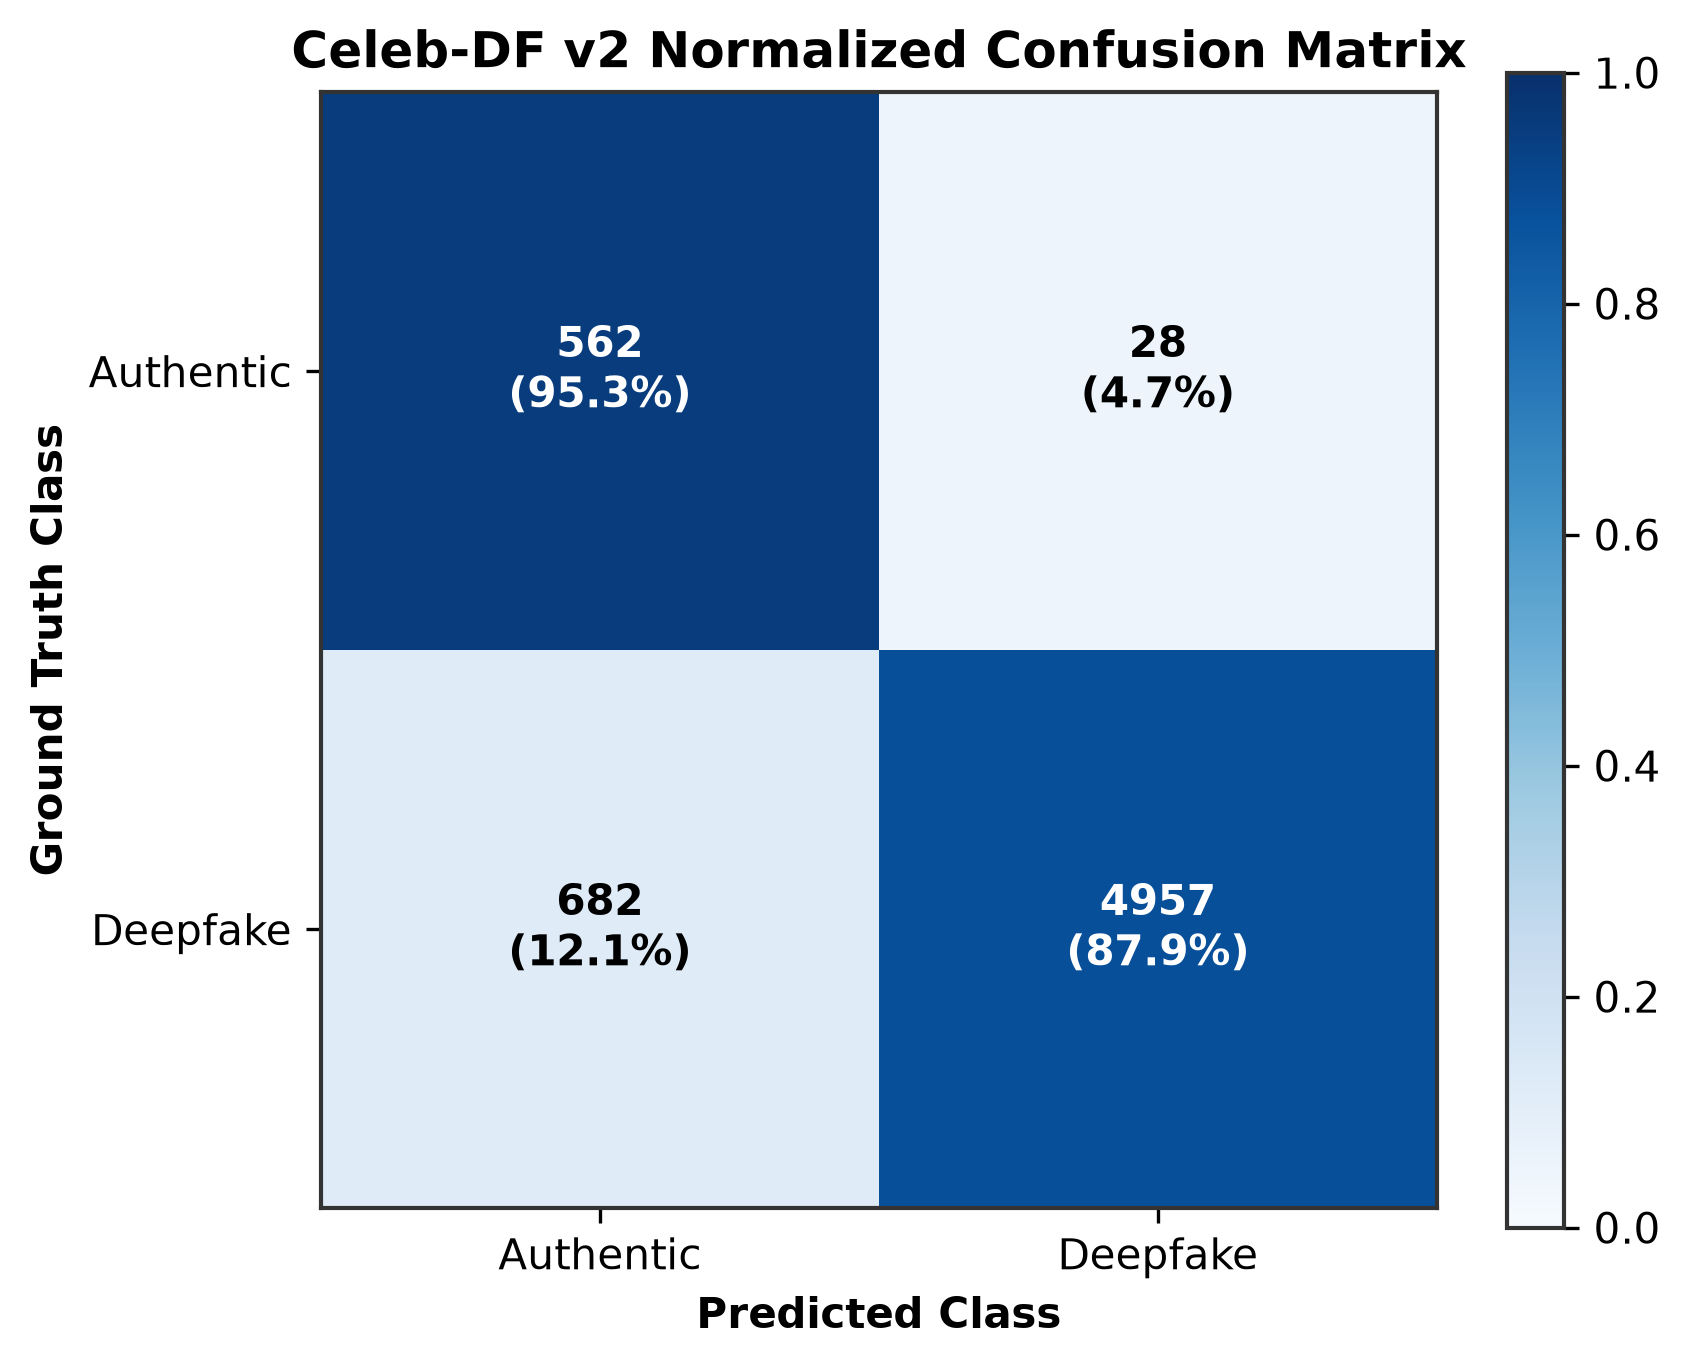 Celeb-DF v2 Normalized Confusion Matrix
Ground Truth Class
Authentic
Deepfake
562
(95.3%)
28
(4.7%)
682
(12.1%)
4957
(87.9%)
Authentic
Deepfake
Predicted Class
1.0
0.8
0.6
0.4
0.2
0.0